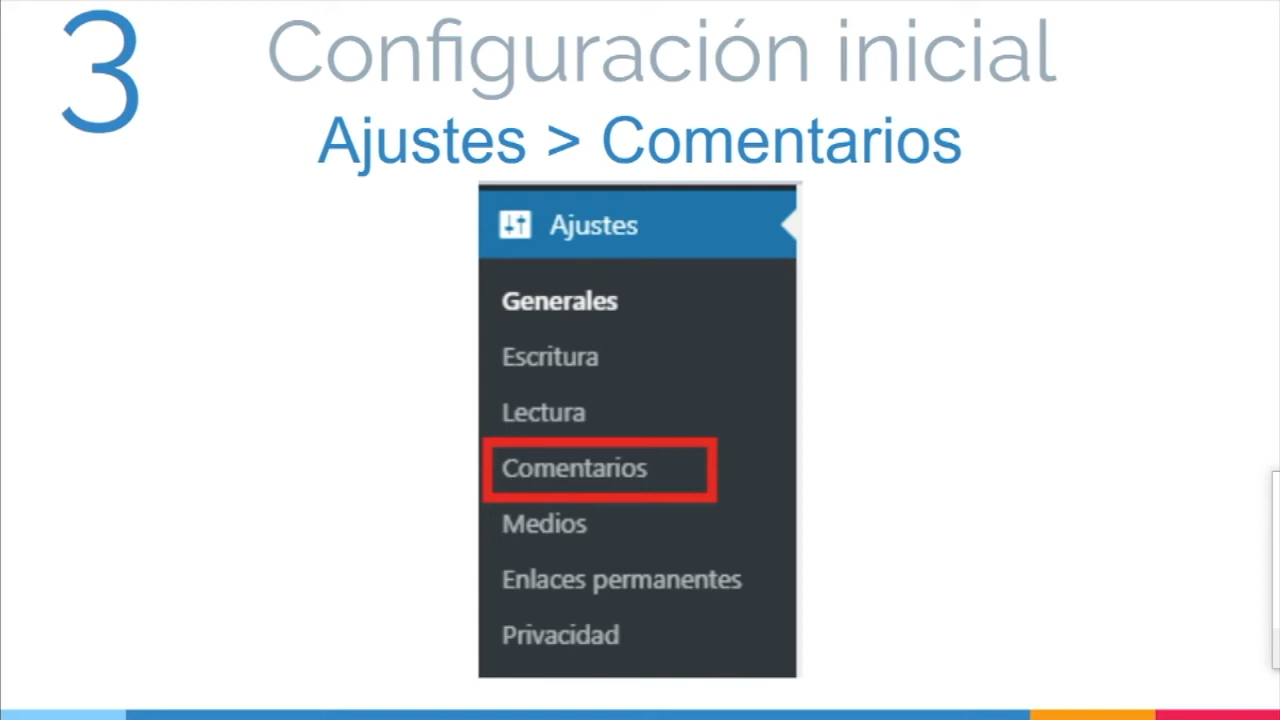 3
Configuración inicial
Ajustes > Comentarios
Ajustes
Generales
Escritura
Lectura
Comentarios
Medios
Enlaces permanentes
Privacidad